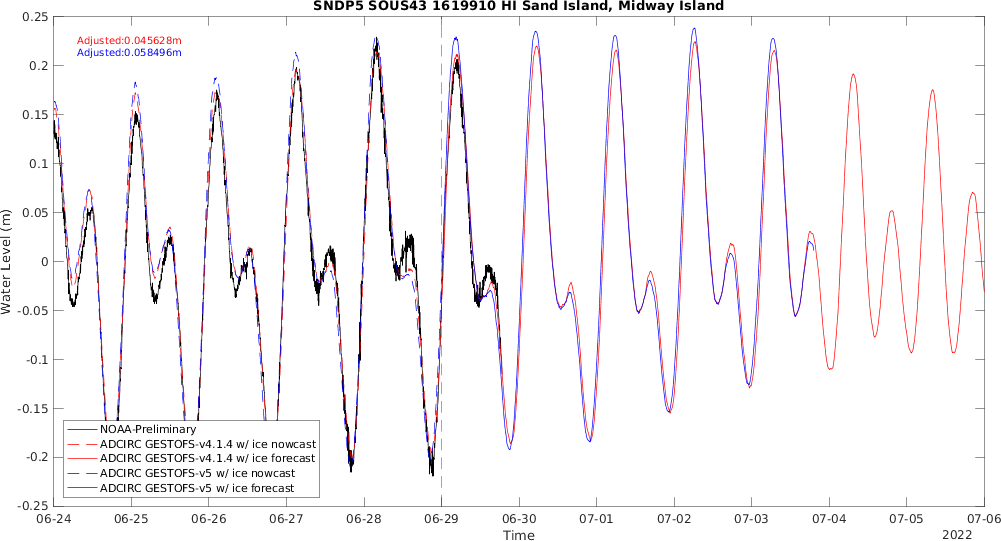 SNDP5 SOUS43 1619910 HI Sand Island, Midway Island
0.25
Adjusted:0.045628m
Adjusted:0.058496m
0.2
0.15
0.1
0.05
0
-0.05
-0.1
-0.15
-0.2
-0.25
Water Level (m)
NOAA-Preliminary
ADCIRC GESTOFS-v4.1.4 w/ ice nowcast
ADCIRC GESTOFS-v4.1.4 w/ ice forecast
ADCIRC GESTOFS-v5 w/ ice nowcast
ADCIRC GESTOFS-v5 w/ ice forecast
06-24 06-25 06-26 06-27 06-28 06-29 06-30 07-01 07-02 07-03 07-04 07-05 07-06
Time
2022